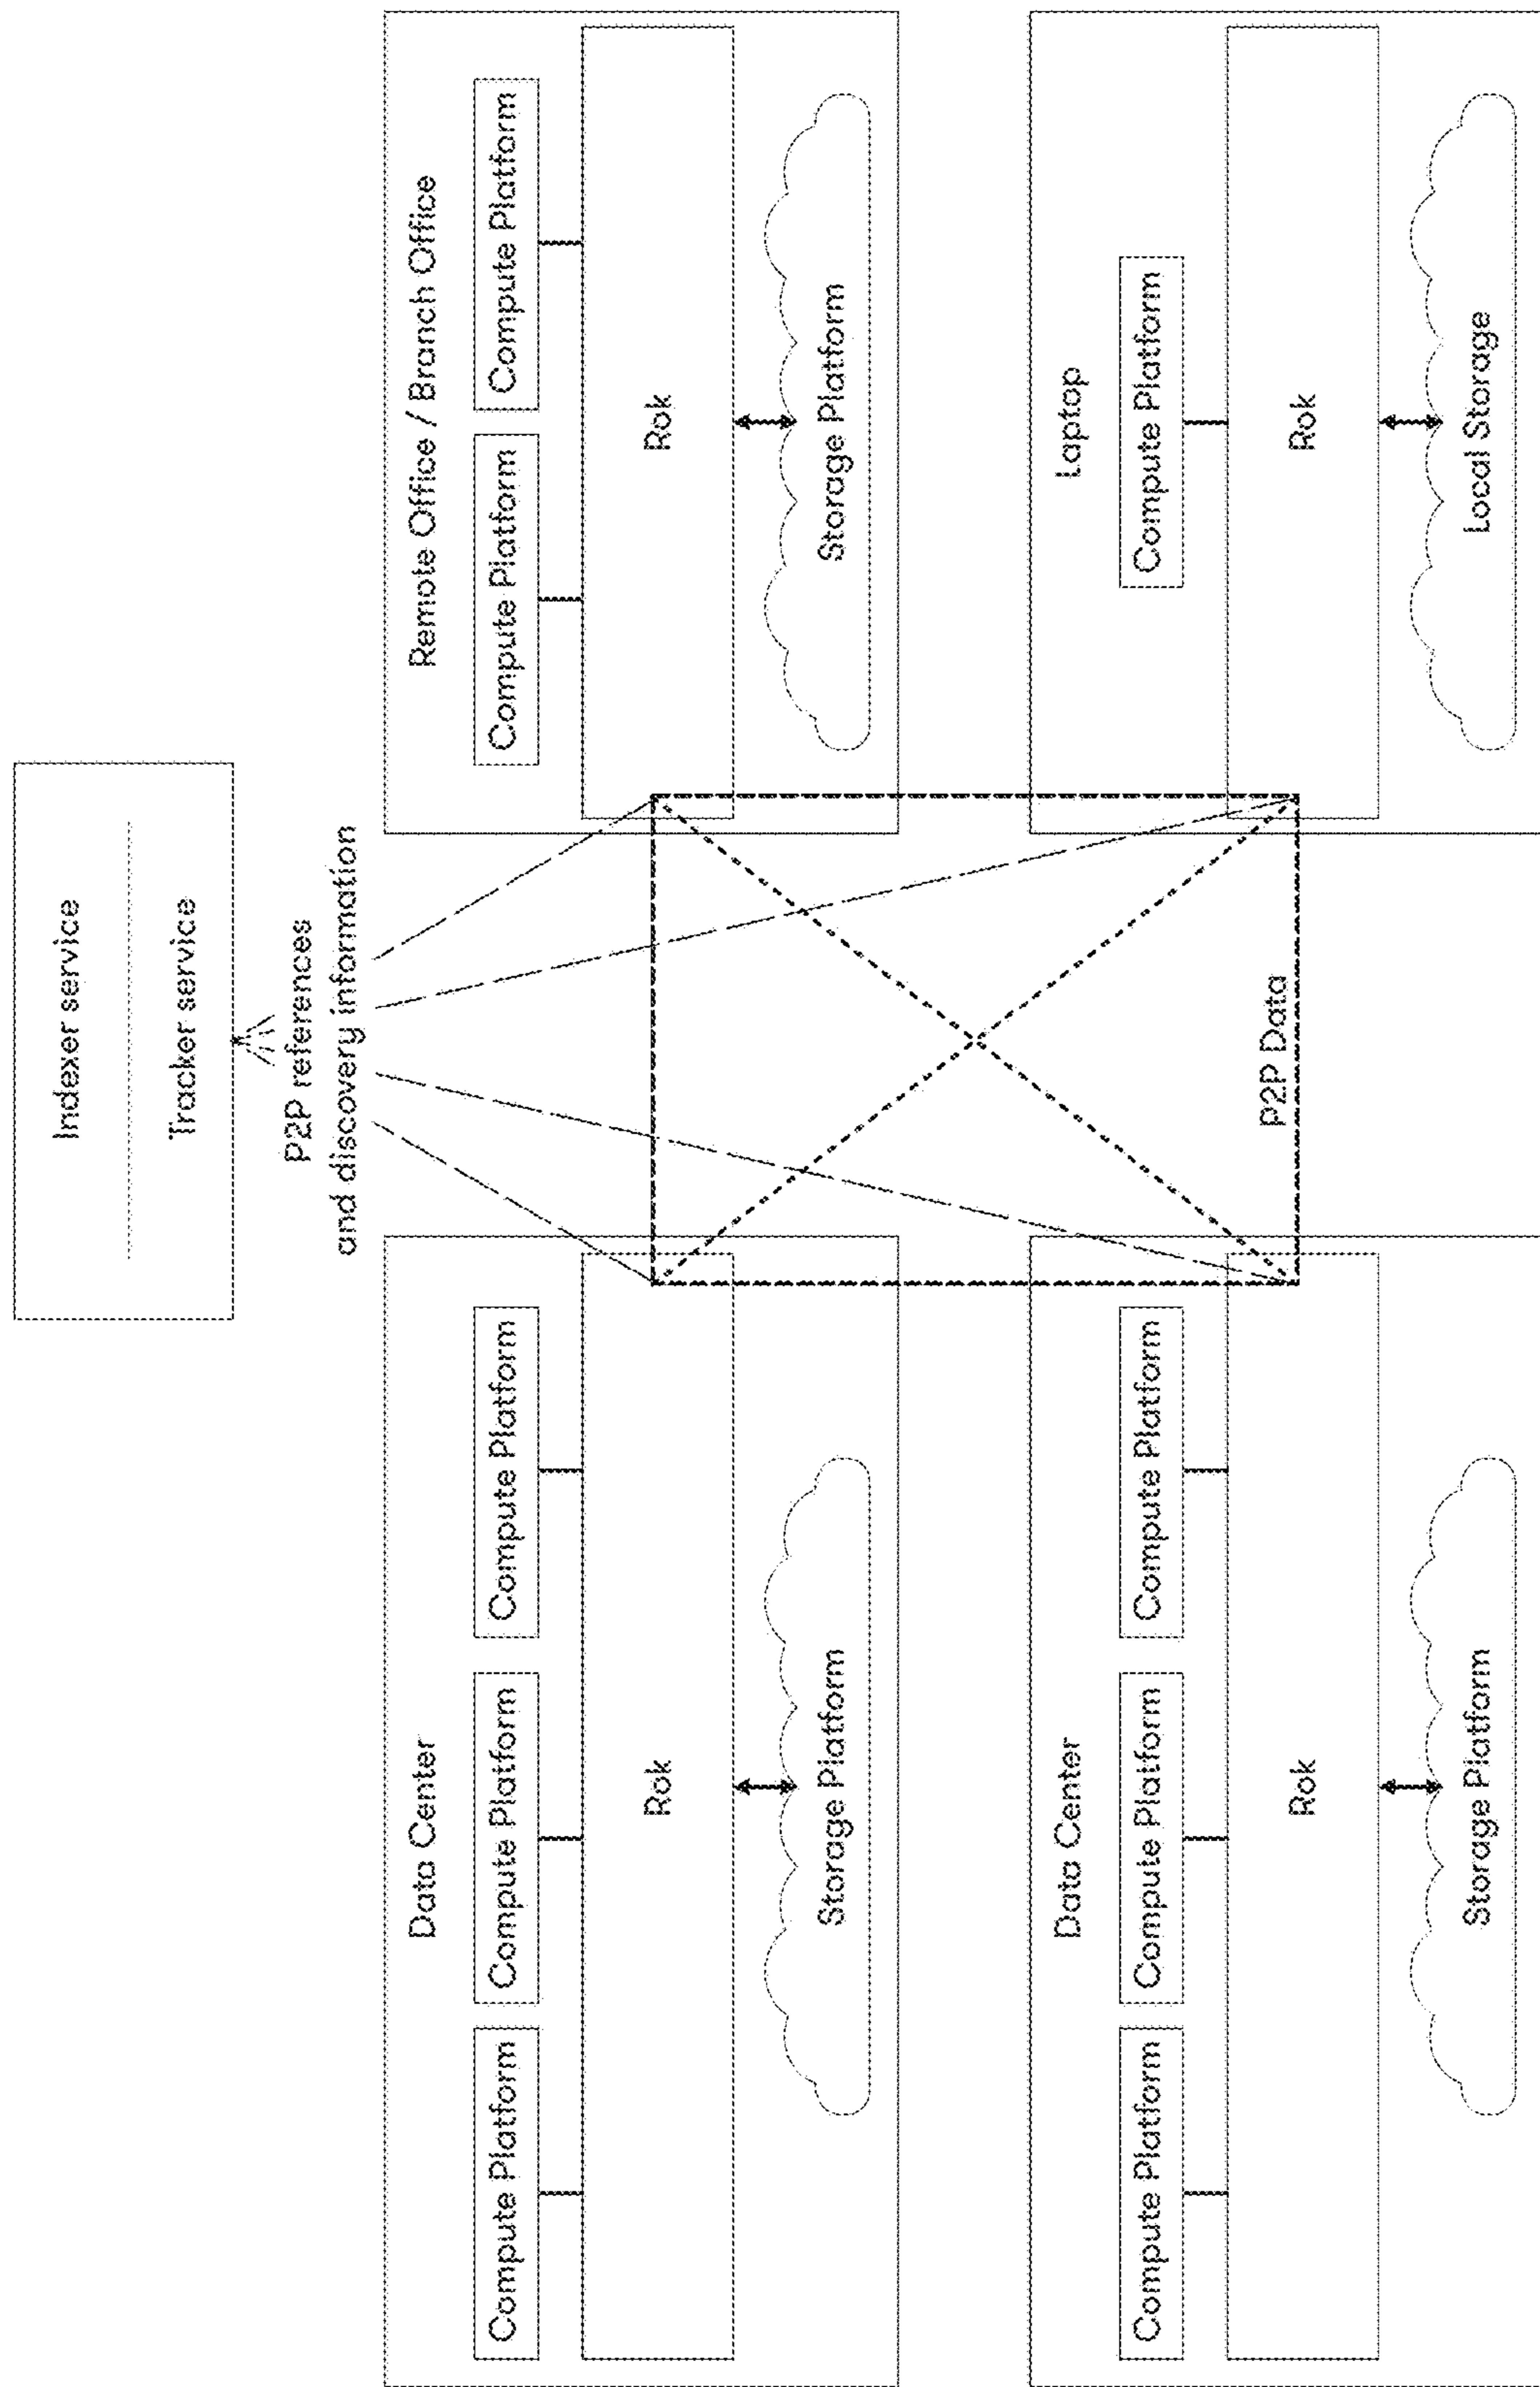 Indexer service
Tracker service
P2P references
and discovery information
Data Center
Compute Platform
Compute Platform
Compute Platform
Rok
Storage Platform
Remote Office / Branch Office
Compute Platform
Compute Platform
Rok
Storage Platform
P2P Data
Data Center
Compute Platform
Compute Platform
Compute Platform
Rok
Storage Platform
Laptop
Compute Platform
Rok
Local Storage